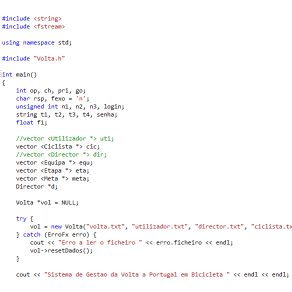 #include <string>
#include <fstream>
using namespace std;
#include "Volta.h"
int main()
{
int op, ch, pri, go;
char rsp, fexo = 'n';
unsigned int n1, n2, n3, login;
string t1, t2, t3, t4, senha;
float f1;
//vector <Utilizador *> uti;
vector <Ciclista *> cic;
//vector <Director *> dir;
vector <Equipa *> equ;
vector <Etapa *> eta;
vector <Meta *> meta;
Director *d;
Volta *vol = NULL;
try {
vol = new Volta("volta.txt", "utilizador.txt", "director.txt", "ciclista.tx
} catch (ErroFx erro) {
cout << "Erro a ler o ficheiro " << erro.ficheiro << endl;
vol->resetDados();
}
cout << "Sistema de Gestao da Volta a Portugal em Bicicleta " << endl << endl;